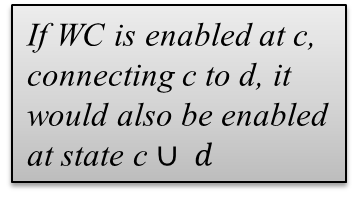 If WC is enabled at c,
connecting c to d, it
would also be enabled
at state c ∪ d